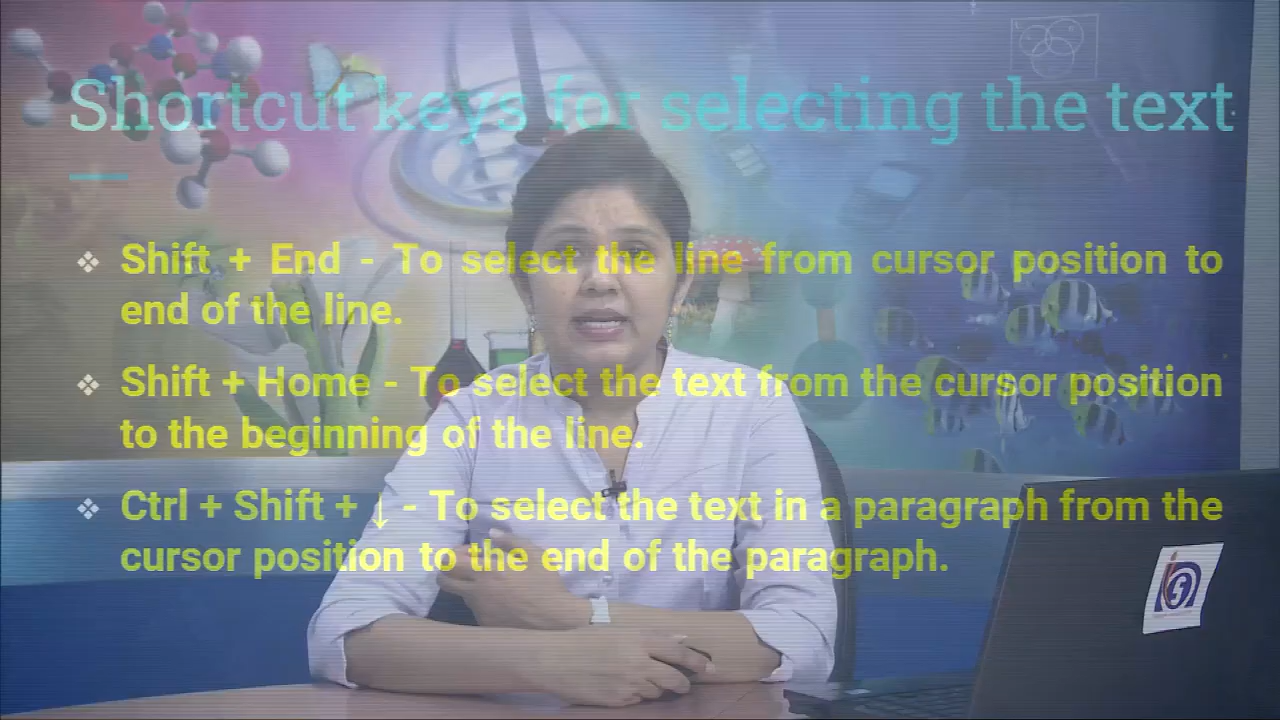 Shortcut keys for selecting the text
❖ Shift + End - To select the line from cursor position to
end of the line.
❖ Shift + Home - To select the text from the cursor position
to the beginning of the line.
❖ Ctrl + Shift + ↓ - To select the text in a paragraph from the
cursor position to the end of the paragraph.